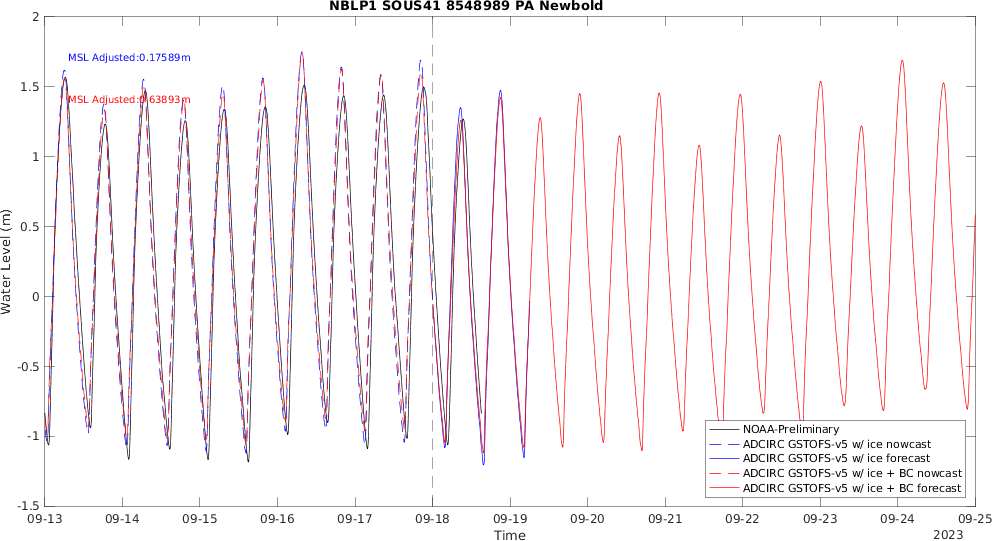 NBLP1 SOUS41 8548989 PA Newbold
MSL Adjusted:0.17589m
MSL Adjusted:0.63893m
Water Level (m)
2
1.5
1
0.5
0
-0.5
-1
-1.5
09-13 09-14 09-15 09-16 09-17 09-18 09-19 09-20 09-21 09-22 09-23 09-24 09-25
Time
2023
NOAA-Preliminary
ADCIRC GSTOFS-v5 w/ ice nowcast
ADCIRC GSTOFS-v5 w/ ice forecast
ADCIRC GSTOFS-v5 w/ ice + BC nowcast
ADCIRC GSTOFS-v5 w/ ice + BC forecast